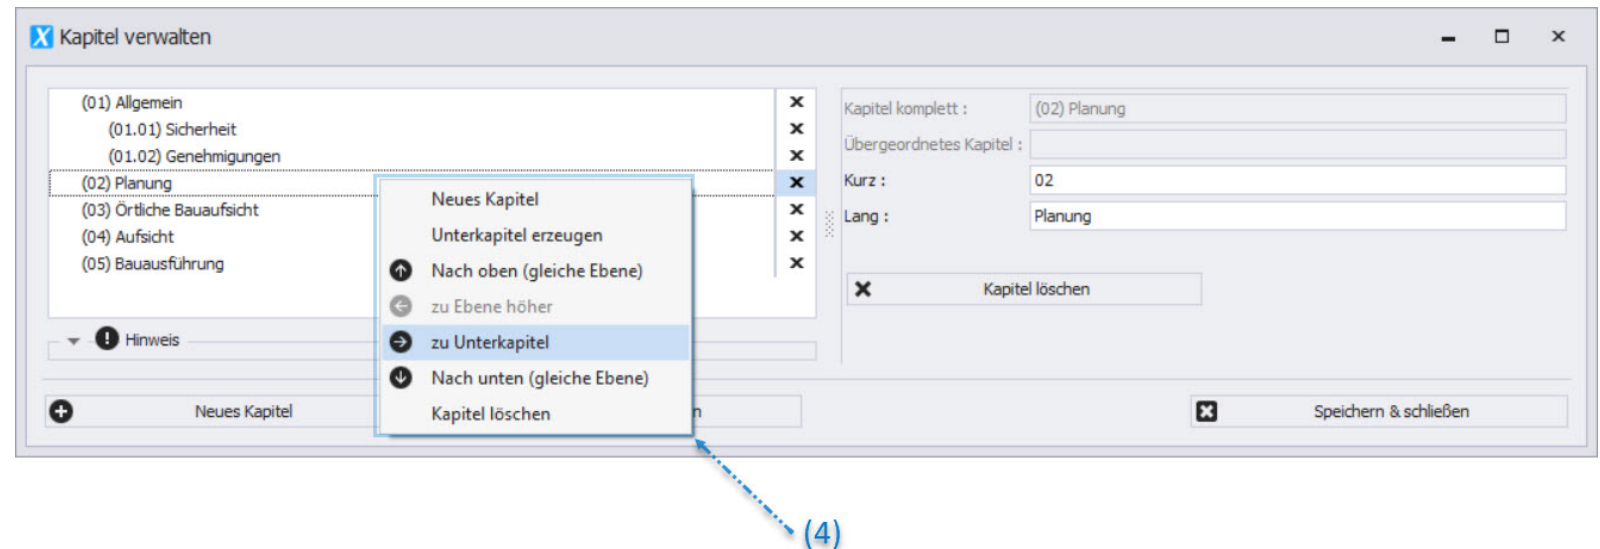 Kapitel verwalten
(01) Allgemein
(01.01) Sicherheit
(01.02) Genehmigungen
(02) Planung
(03) Örtliche Bauaufsicht
(04) Aufsicht
(05) Bauausführung
Hinweis
Neues Kapitel
Neues Kapitel
Unterkapitel erzeugen
Nach oben (gleiche Ebene)
zu Ebene höher
zu Unterkapitel
Nach unten (gleiche Ebene)
Kapitel löschen
Kapitel komplett : (02) Planung
Übergeordnetes Kapitel :
Kurz : 02
Lang : Planung
Kapitel löschen
Speichern & schließen
(4)